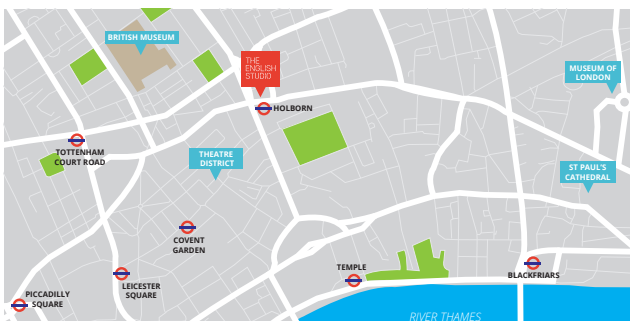 BRITISH MUSEUM
THE
ENGLISH
STUDIO
MUSEUM OF
LONDON
HOLBORN
TOTTENHAM
COURT ROAD
THEATRE
DISTRICT
ST PAUL'S
CATHEDRAL
COVENT
GARDEN
TEMPLE
BLACKFRIARS
LEICESTER
SQUARE
PICCADILLY
SQUARE
RIVER THAMES